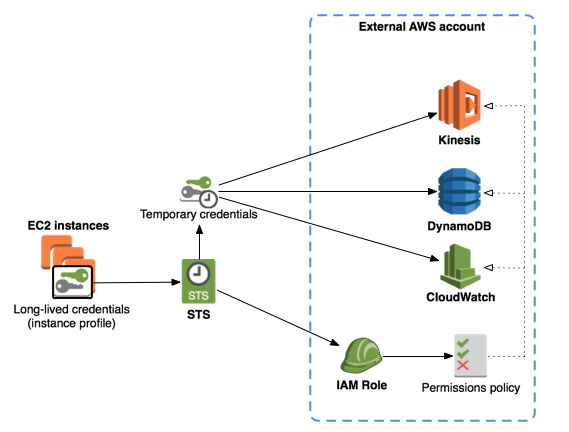 External AWS account
Kinesis
Temporary credentials
DynamoDB
EC2 instances
CloudWatch
STS
Long-lived credentials
(instance profile)
STS
IAM Role
Permissions policy